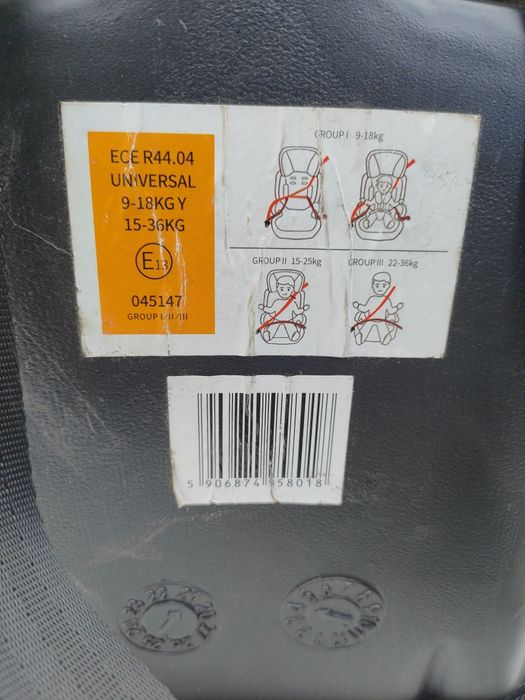 ECE R44.04
UNIVERSAL
9-18KG Y
15-36KG
E13
045147
GROUP I/II/III
GROUP I 9-18kg
GROUP II 15-25kg
GROUP III 22-36kg
5 906874 958018